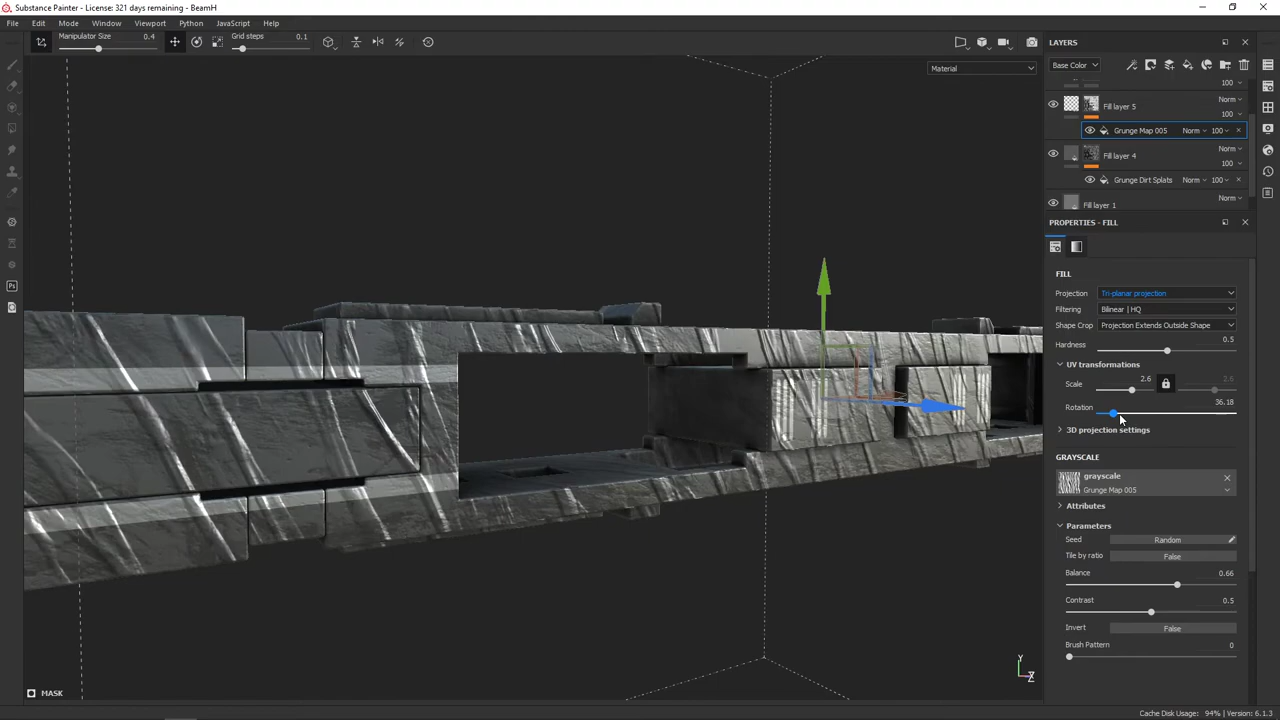 Substance Painter - License: 321 days remaining - BeamH
File Edit Mode Window Viewport Python JavaScript Help
Manipulator Size 0.4 Grid steps 0.1
Material
LAYERS
Base Color
100
Fill layer 5 Norm
100
Grunge Map 005 Norm 100
Fill layer 4 Norm
100
Grunge Dirt Splats Norm 100
Fill layer 1 Norm
PROPERTIES - FILL
FILL
Projection Tri-planar projection
Filtering Bilinear | HQ
Shape Crop Projection Extends Outside Shape
Hardness 0.5
UV transformations
Scale 2.6 2.6
Rotation 36.18
3D projection settings
GRAYSCALE
grayscale
Grunge Map 005
Attributes
Parameters
Seed Random
Tile by ratio False
Balance 0.66
Contrast 0.5
Invert False
Brush Pattern 0
Ps
Y
Z
MASK
Cache Disk Usage: 94% | Version: 6.1.3